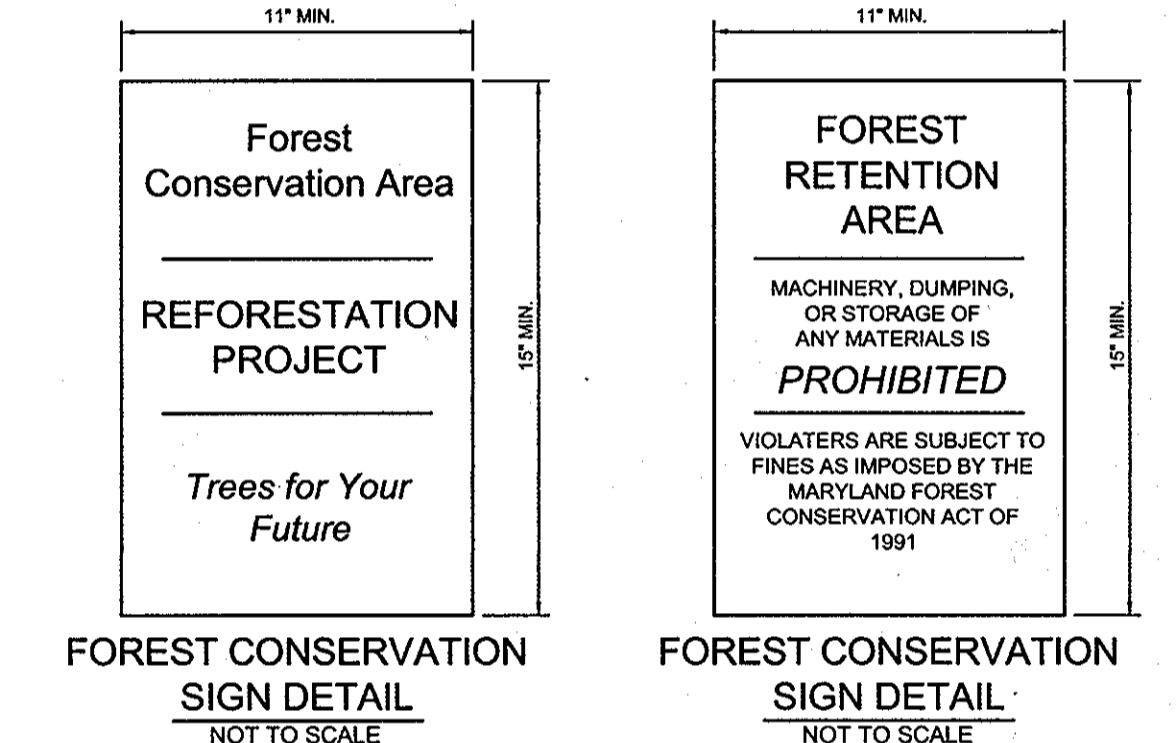 11" MIN.
Forest
Conservation Area
REFORESTATION
PROJECT
Trees for Your
Future
15" MIN.
FOREST CONSERVATION
SIGN DETAIL
NOT TO SCALE
11" MIN.
FOREST
RETENTION
AREA
MACHINERY, DUMPING,
OR STORAGE OF
ANY MATERIALS IS
PROHIBITED
VIOLATERS ARE SUBJECT TO
FINES AS IMPOSED BY THE
MARYLAND FOREST
CONSERVATION ACT OF
1991
15" MIN.
FOREST CONSERVATION
SIGN DETAIL
NOT TO SCALE